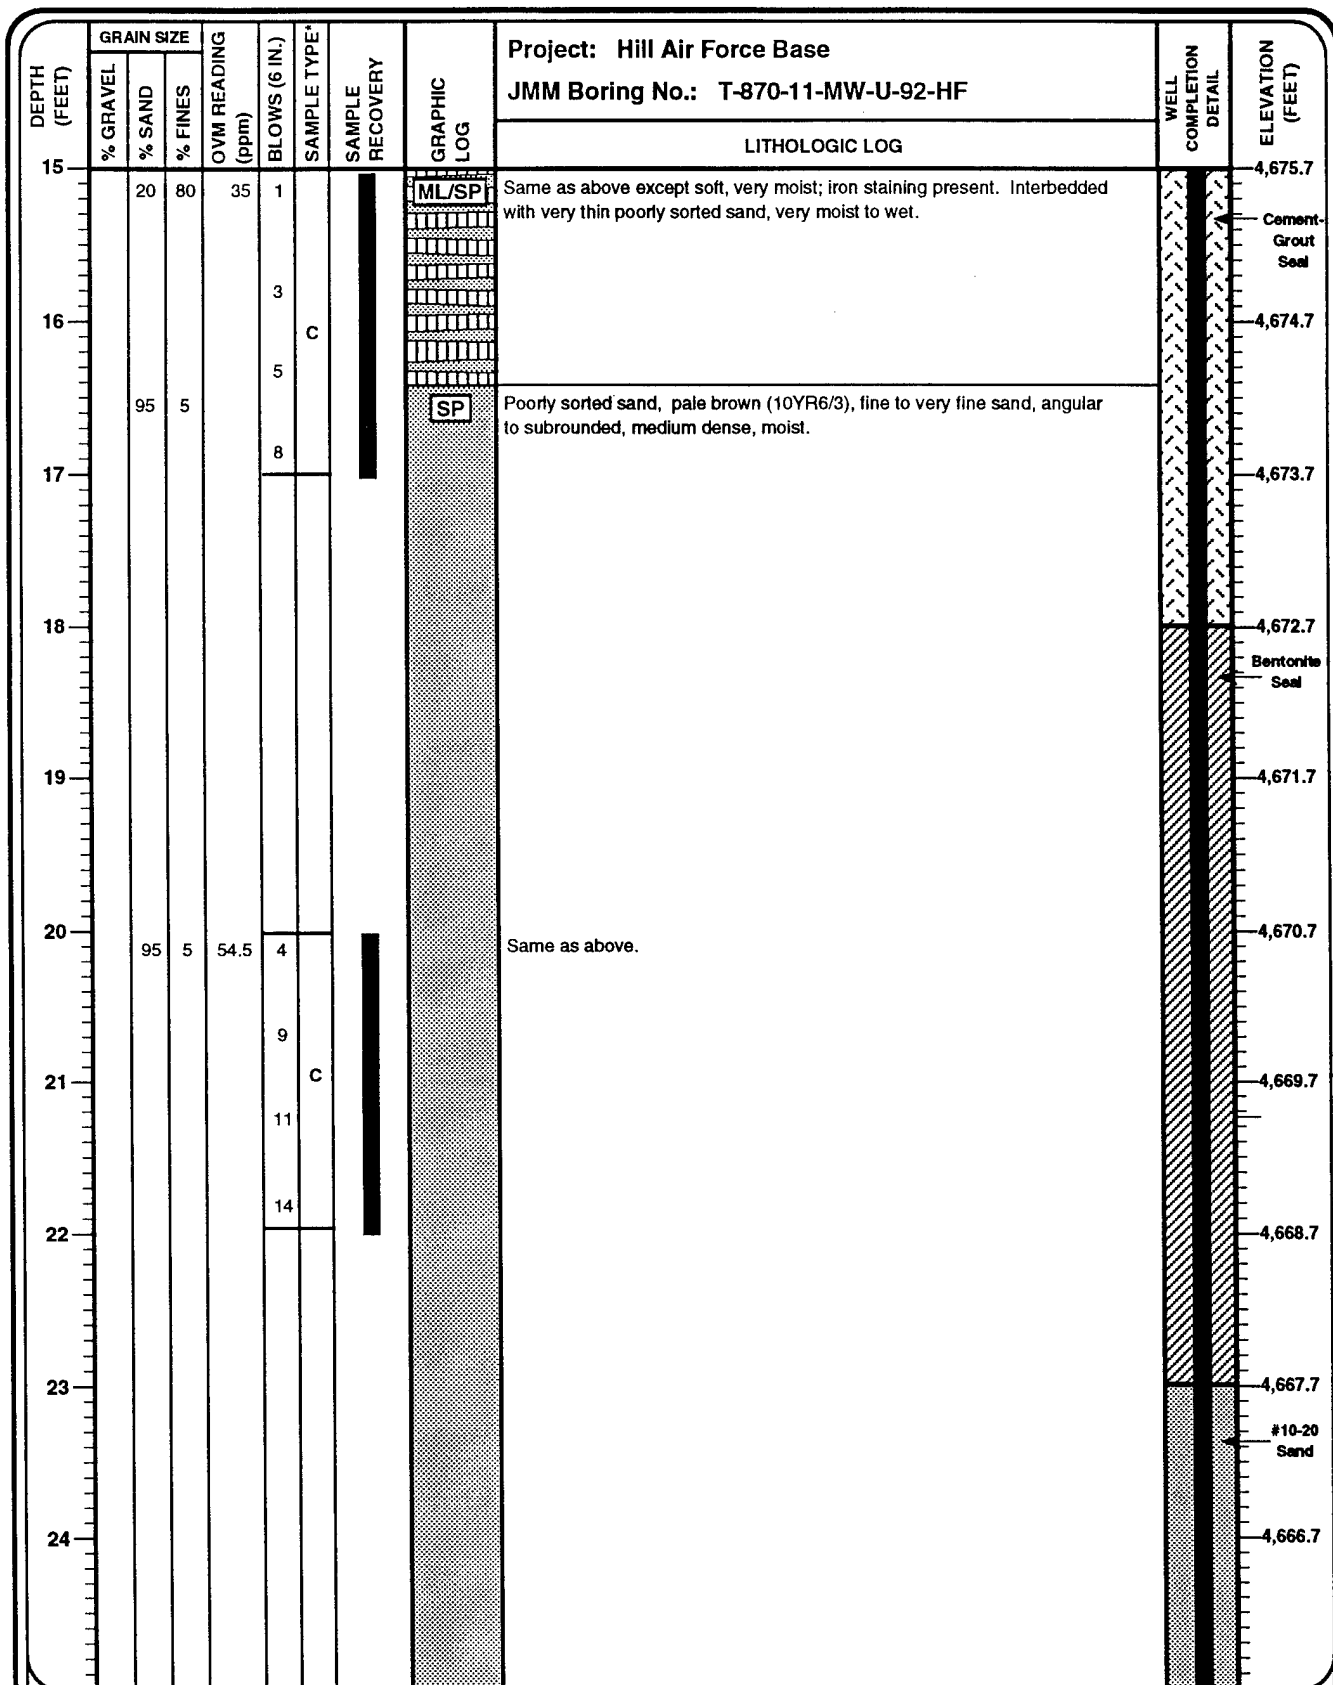 Project: Hill Air Force Base
JMM Boring No.: T-870-11-MW-U-92-HF
LITHOLOGIC LOG
DEPTH
(FEET)
GRAIN SIZE
% GRAVEL
% SAND
% FINES
OVM READING
(ppm)
BLOWS (6 IN.)
SAMPLE TYPE*
SAMPLE
RECOVERY
GRAPHIC
LOG
WELL
COMPLETION
DETAIL
ELEVATION
(FEET)
15 4,675.7
20 80 35 1 ML/SP Same as above except soft, very moist; iron staining present. Interbedded
with very thin poorly sorted sand, very moist to wet.
Cement-
Grout
Seal
3
16 C 4,674.7
5
95 5 SP Poorly sorted sand, pale brown (10YR6/3), fine to very fine sand, angular
to subrounded, medium dense, moist.
8
17 4,673.7
18 4,672.7
Bentonite
Seal
19 4,671.7
20 4,670.7
95 5 54.5 4 Same as above.
9
21 C 4,669.7
11
14
22 4,668.7
23 4,667.7
#10-20
Sand
24 4,666.7